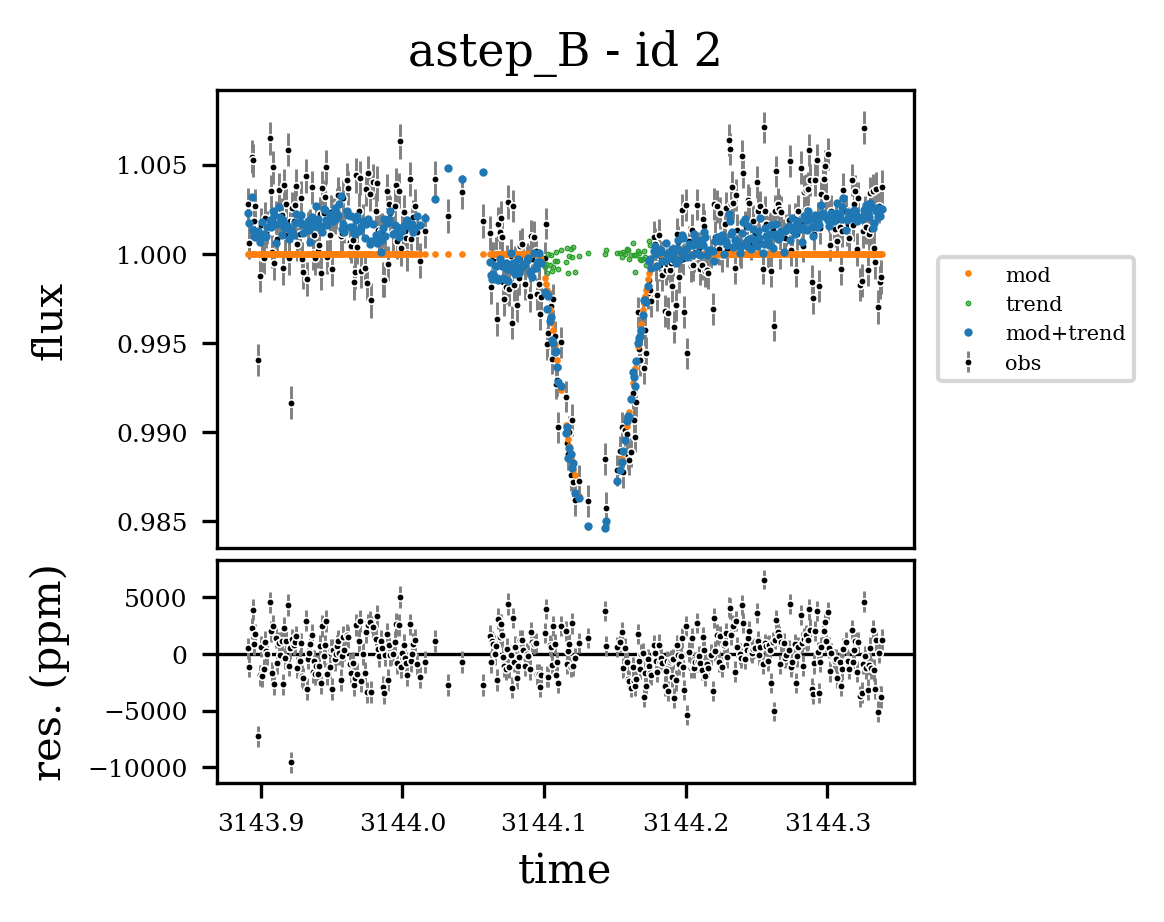 astep_B - id 2
flux
1.005
1.000
0.995
0.990
0.985
mod
trend
mod+trend
obs
res. (ppm)
5000
0
−5000
−10000
3143.9 3144.0 3144.1 3144.2 3144.3
time